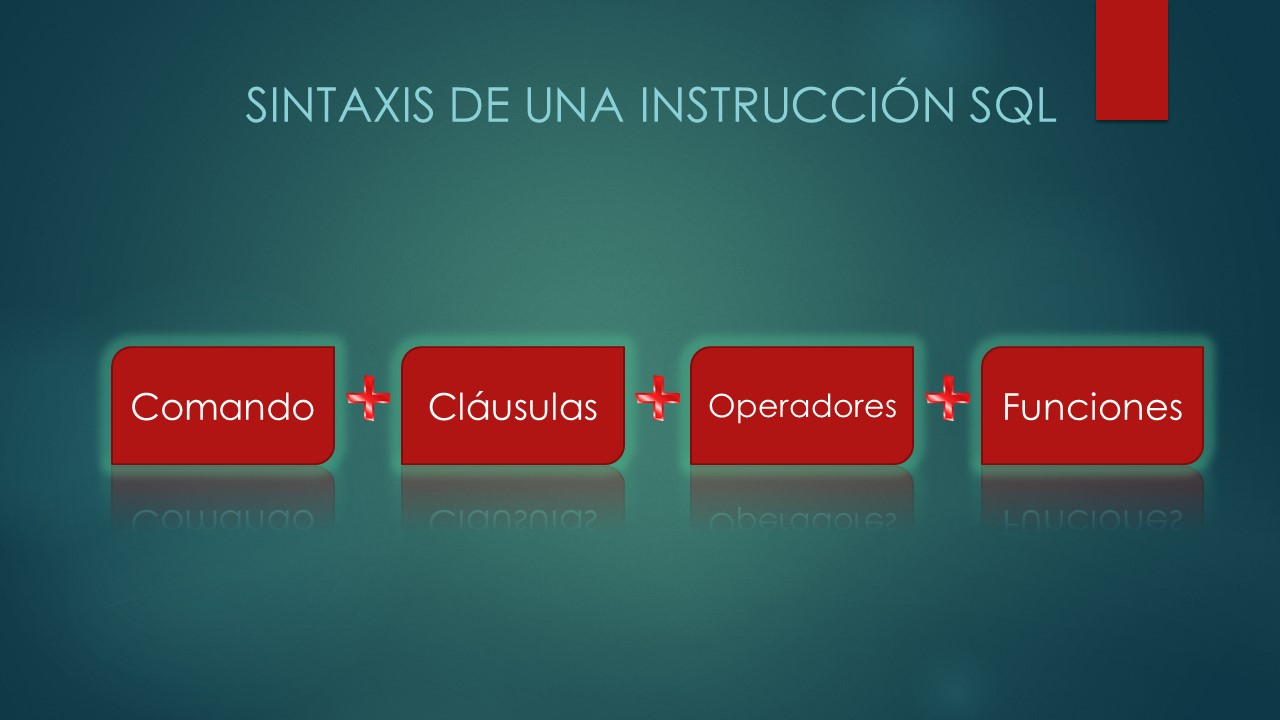 SINTAXIS DE UNA INSTRUCCIÓN SQL
Comando
Cláusulas
Operadores
Funciones